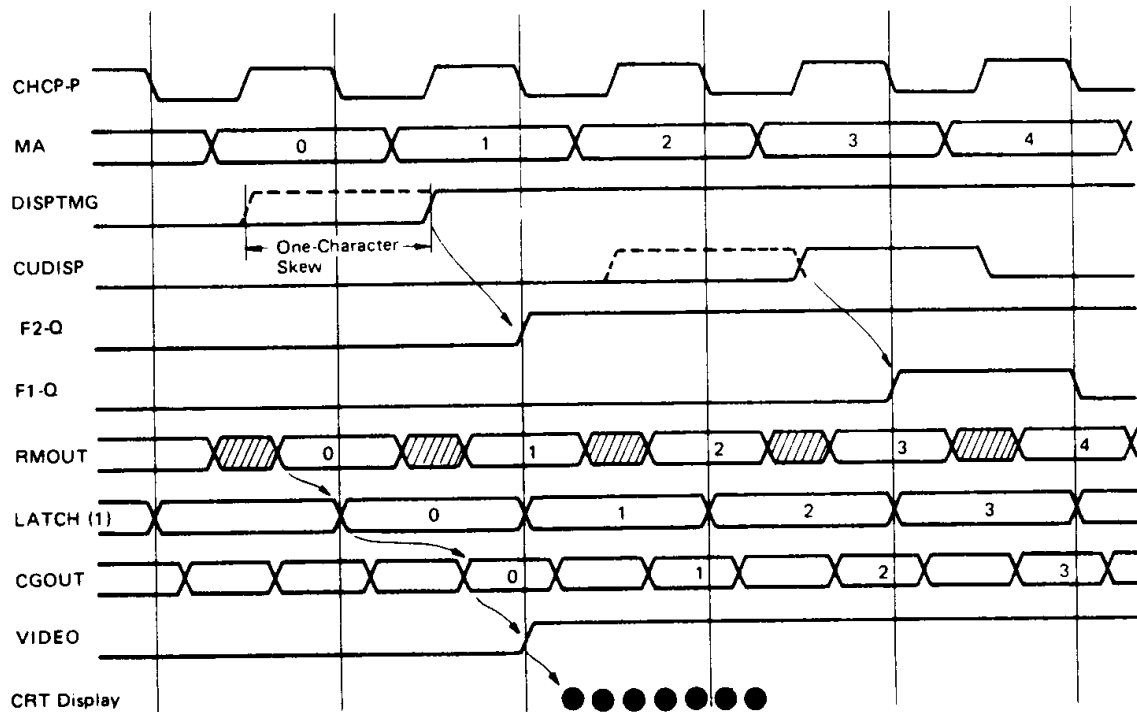 CHCP-P
MA
0 1 2 3 4
DISPTMG
One-Character
Skew
CUDISP
F2-Q
F1-Q
RMOUT
0 1 2 3 4
LATCH (1)
0 1 2 3
CGOUT
0 1 2 3
VIDEO
CRT Display